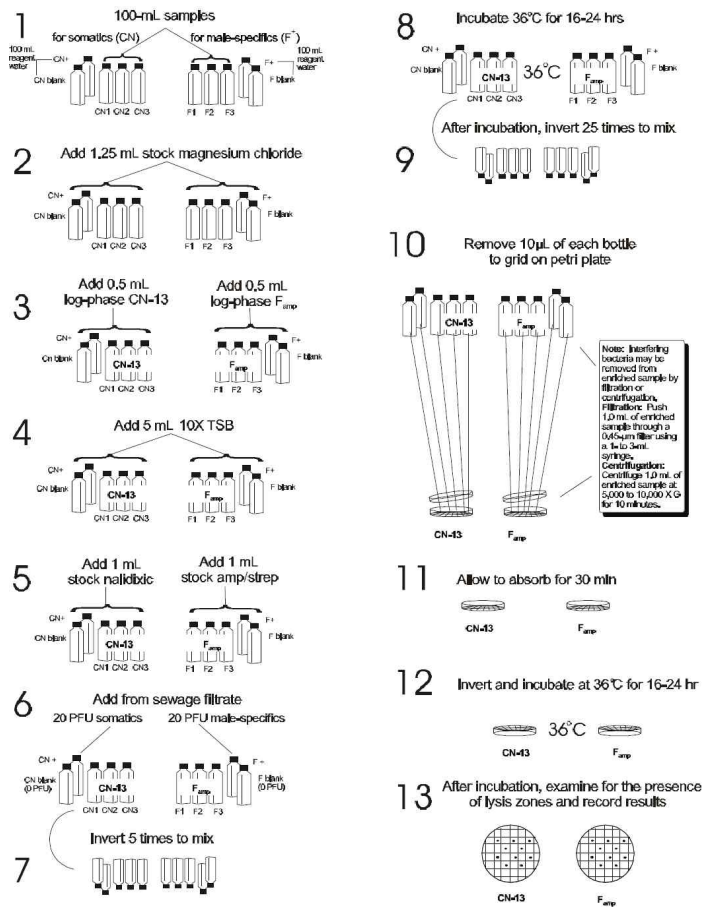 1
100-mL samples
for somatics (CN)
for male-specifics (F+)
100 mL
reagent
water
CN+
CN blank
F+
F blank
100 mL
reagent
water
CN1 CN2 CN3
F1 F2 F3
2
Add 1.25 mL stock magnesium chloride
CN+
CN blank
F+
F blank
CN1 CN2 CN3
F1 F2 F3
3
Add 0.5 mL
log-phase CN-13
Add 0.5 mL
log-phase Famp
CN+
Cn blank
CN-13
Famp
F+
F blank
CN1 CN2 CN3
F1 F2 F3
4
Add 5 mL 10X TSB
CN+
CN blank
CN-13
Famp
F+
F blank
CN1 CN2 CN3
F1 F2 F3
5
Add 1 mL
stock nalidixic
Add 1 mL
stock amp/strep
CN+
CN blank
CN-13
Famp
F+
F blank
CN1 CN2 CN3
F1 F2 F3
6
Add from sewage filtrate
20 PFU somatics
20 PFU male-specifics
CN +
CN blank
(0 PFU)
CN-13
Famp
F +
F blank
(0 PFU)
CN1 CN2 CN3
F1 F2 F3
7
Invert 5 times to mix
8
Incubate 36°C for 16-24 hrs
CN +
CN blank
CN-13
36°C
Famp
F +
F blank
CN1 CN2 CN3
F1 F2 F3
After incubation, invert 25 times to mix
9
10
Remove 10µL of each bottle
to grid on petri plate
CN-13
Famp
Note: Interfering
bacteria may be
removed from
enriched sample by
filtration or
centrifugation.
Filtration: Push
1.0 mL of enriched
sample through a
0.45-µm filter using
a 1- to 3-mL
syringe.
Centrifugation:
Centrifuge 1.0 mL of
enriched sample at
5,000 to 10,000 X G
for 10 minutes.
CN-13
Famp
11
Allow to absorb for 30 min
CN-13
Famp
12
Invert and incubate at 36°C for 16-24 hr
36°C
CN-13
Famp
13
After incubation, examine for the presence
of lysis zones and record results
CN-13
Famp